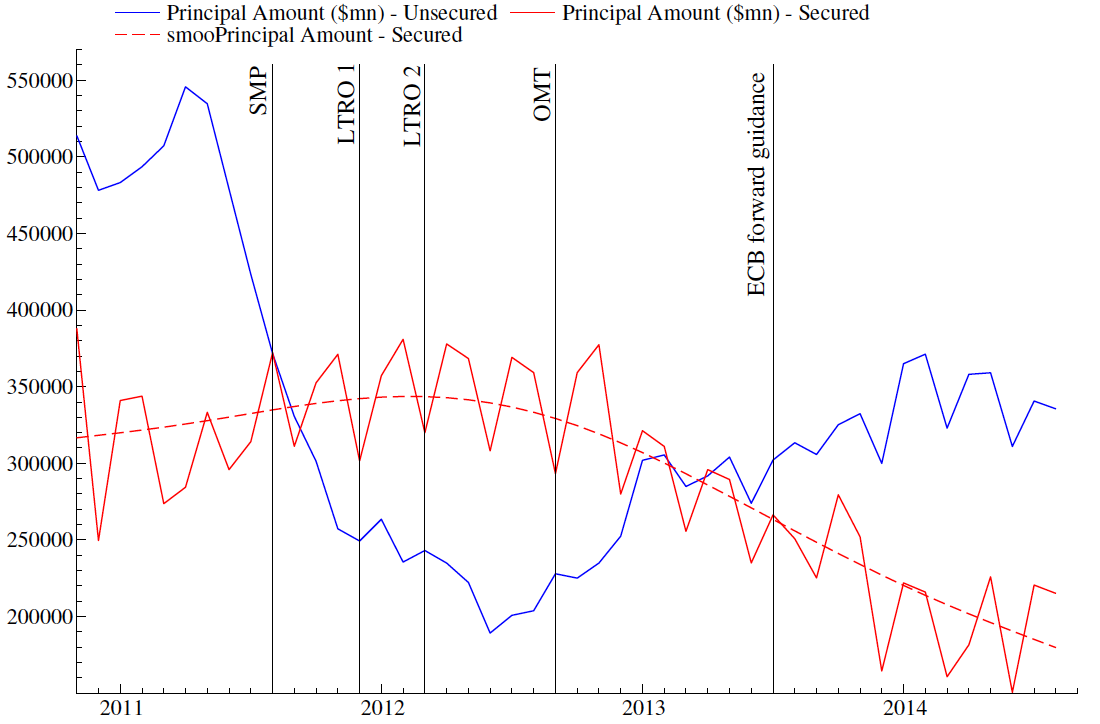 Principal Amount ($mn) - Unsecured Principal Amount ($mn) - Secured
smooPrincipal Amount - Secured
SMP
LTRO 1
LTRO 2
OMT
ECB forward guidance
550000
500000
450000
400000
350000
300000
250000
200000
2011 2012 2013 2014